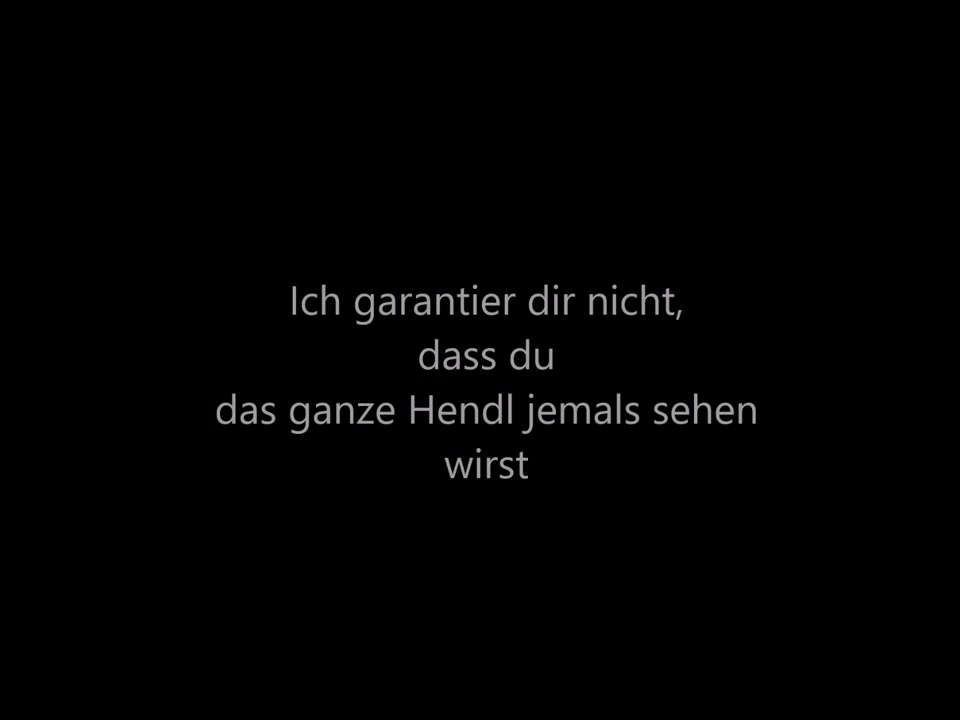 Ich garantier dir nicht,
dass du
das ganze Hendl jemals sehen
wirst